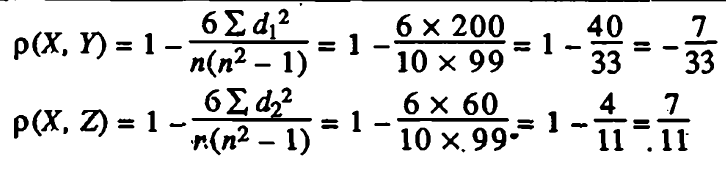 ρ(X, Y) = 1 − 6 Σ d₁² / n(n² − 1) = 1 − 6 × 200 / 10 × 99 = 1 − 40 / 33 = − 7 / 33
ρ(X, Z) = 1 − 6 Σ d₂² / n(n² − 1) = 1 − 6 × 60 / 10 × 99 = 1 − 4 / 11 = 7 / 11